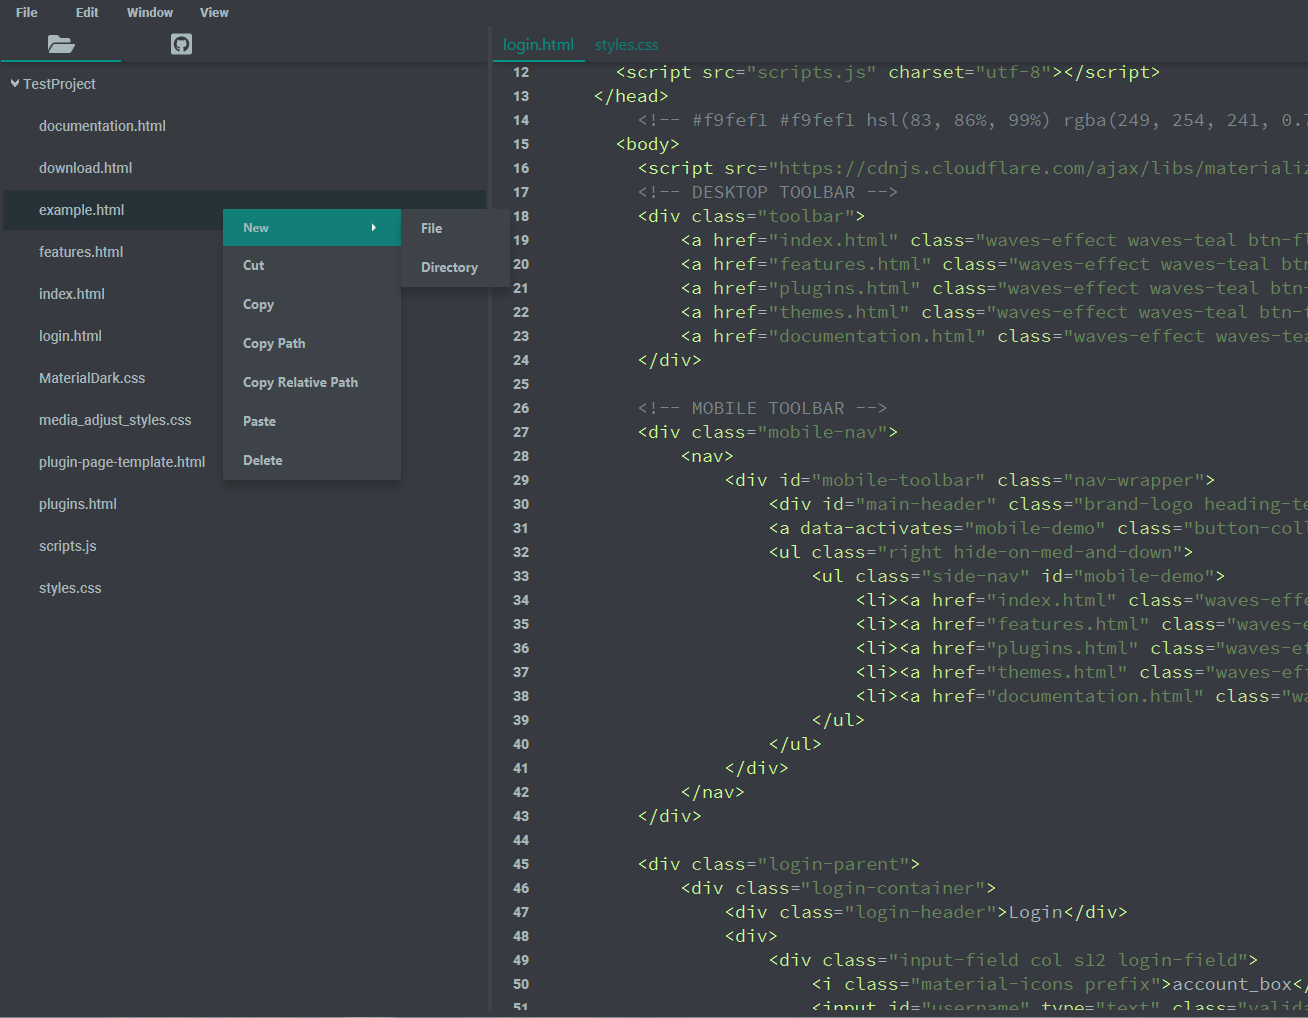 File Edit Window View
login.html styles.css
TestProject
documentation.html
download.html
example.html
features.html
index.html
login.html
MaterialDark.css
media_adjust_styles.css
plugin-page-template.html
plugins.html
scripts.js
styles.css
New
Cut
Copy
Copy Path
Copy Relative Path
Paste
Delete
File
Directory
12 <script src="scripts.js" charset="utf-8"></script>
13 </head>
14 <!-- #f9fef1 #f9fef1 hsl(83, 86%, 99%) rgba(249, 254, 241, 0.7
15 <body>
16 <script src="https://cdnjs.cloudflare.com/ajax/libs/materializ
17 <!-- DESKTOP TOOLBAR -->
18 <div class="toolbar">
19 <a href="index.html" class="waves-effect waves-teal btn-fl
20 <a href="features.html" class="waves-effect waves-teal btn
21 <a href="plugins.html" class="waves-effect waves-teal btn-
22 <a href="themes.html" class="waves-effect waves-teal btn-f
23 <a href="documentation.html" class="waves-effect waves-tea
24 </div>
25
26 <!-- MOBILE TOOLBAR -->
27 <div class="mobile-nav">
28 <nav>
29 <div id="mobile-toolbar" class="nav-wrapper">
30 <div id="main-header" class="brand-logo heading-te
31 <a data-activates="mobile-demo" class="button-coll
32 <ul class="right hide-on-med-and-down">
33 <ul class="side-nav" id="mobile-demo">
34 <li><a href="index.html" class="waves-effe
35 <li><a href="features.html" class="waves-e
36 <li><a href="plugins.html" class="waves-ef
37 <li><a href="themes.html" class="waves-eff
38 <li><a href="documentation.html" class="wa
39 </ul>
40 </ul>
41 </div>
42 </nav>
43 </div>
44
45 <div class="login-parent">
46 <div class="login-container">
47 <div class="login-header">Login</div>
48 <div>
49 <div class="input-field col s12 login-field">
50 <i class="material-icons prefix">account_box</
51 <input id="username" type="text" class="valida